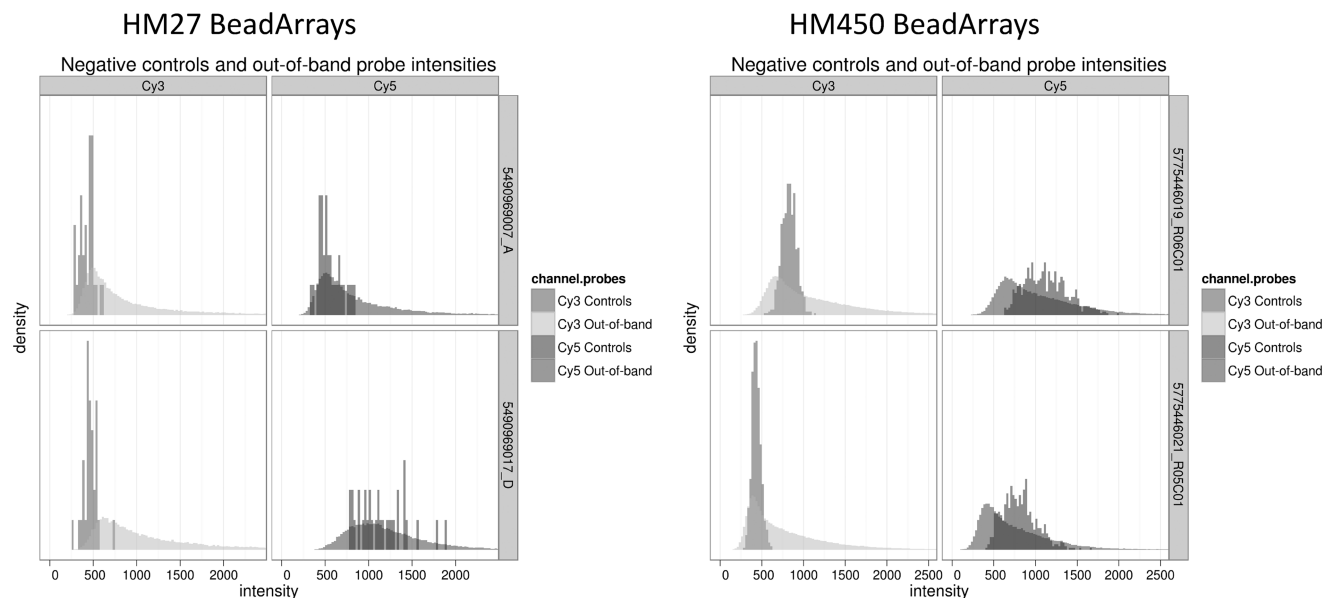 HM27 BeadArrays
Negative controls and out-of-band probe intensities
Cy3
Cy5
5490969007_A
5490969017_D
density
0 500 1000 1500 2000
0 500 1000 1500 2000
intensity
channel.probes
Cy3 Controls
Cy3 Out-of-band
Cy5 Controls
Cy5 Out-of-band
HM450 BeadArrays
Negative controls and out-of-band probe intensities
Cy3
Cy5
5775446019_R06C01
5775446021_R05C01
density
0 500 1000 1500 2000 2500
0 500 1000 1500 2000 2500
intensity
channel.probes
Cy3 Controls
Cy3 Out-of-band
Cy5 Controls
Cy5 Out-of-band